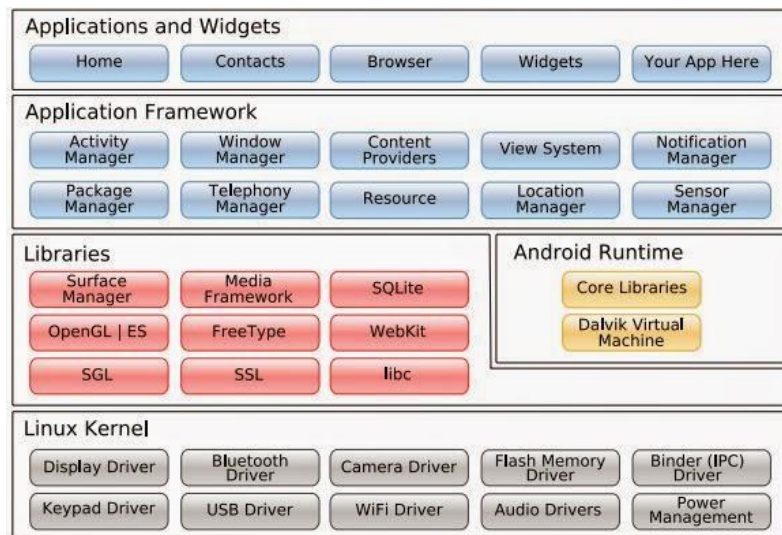 Applications and Widgets
Home
Contacts
Browser
Widgets
Your App Here
Application Framework
Activity
Manager
Window
Manager
Content
Providers
View System
Notification
Manager
Package
Manager
Telephony
Manager
Resource
Location
Manager
Sensor
Manager
Libraries
Surface
Manager
Media
Framework
SQLite
OpenGL | ES
FreeType
WebKit
SGL
SSL
libc
Android Runtime
Core Libraries
Dalvik Virtual
Machine
Linux Kernel
Display Driver
Bluetooth
Driver
Camera Driver
Flash Memory
Driver
Binder (IPC)
Driver
Keypad Driver
USB Driver
WiFi Driver
Audio Drivers
Power
Management